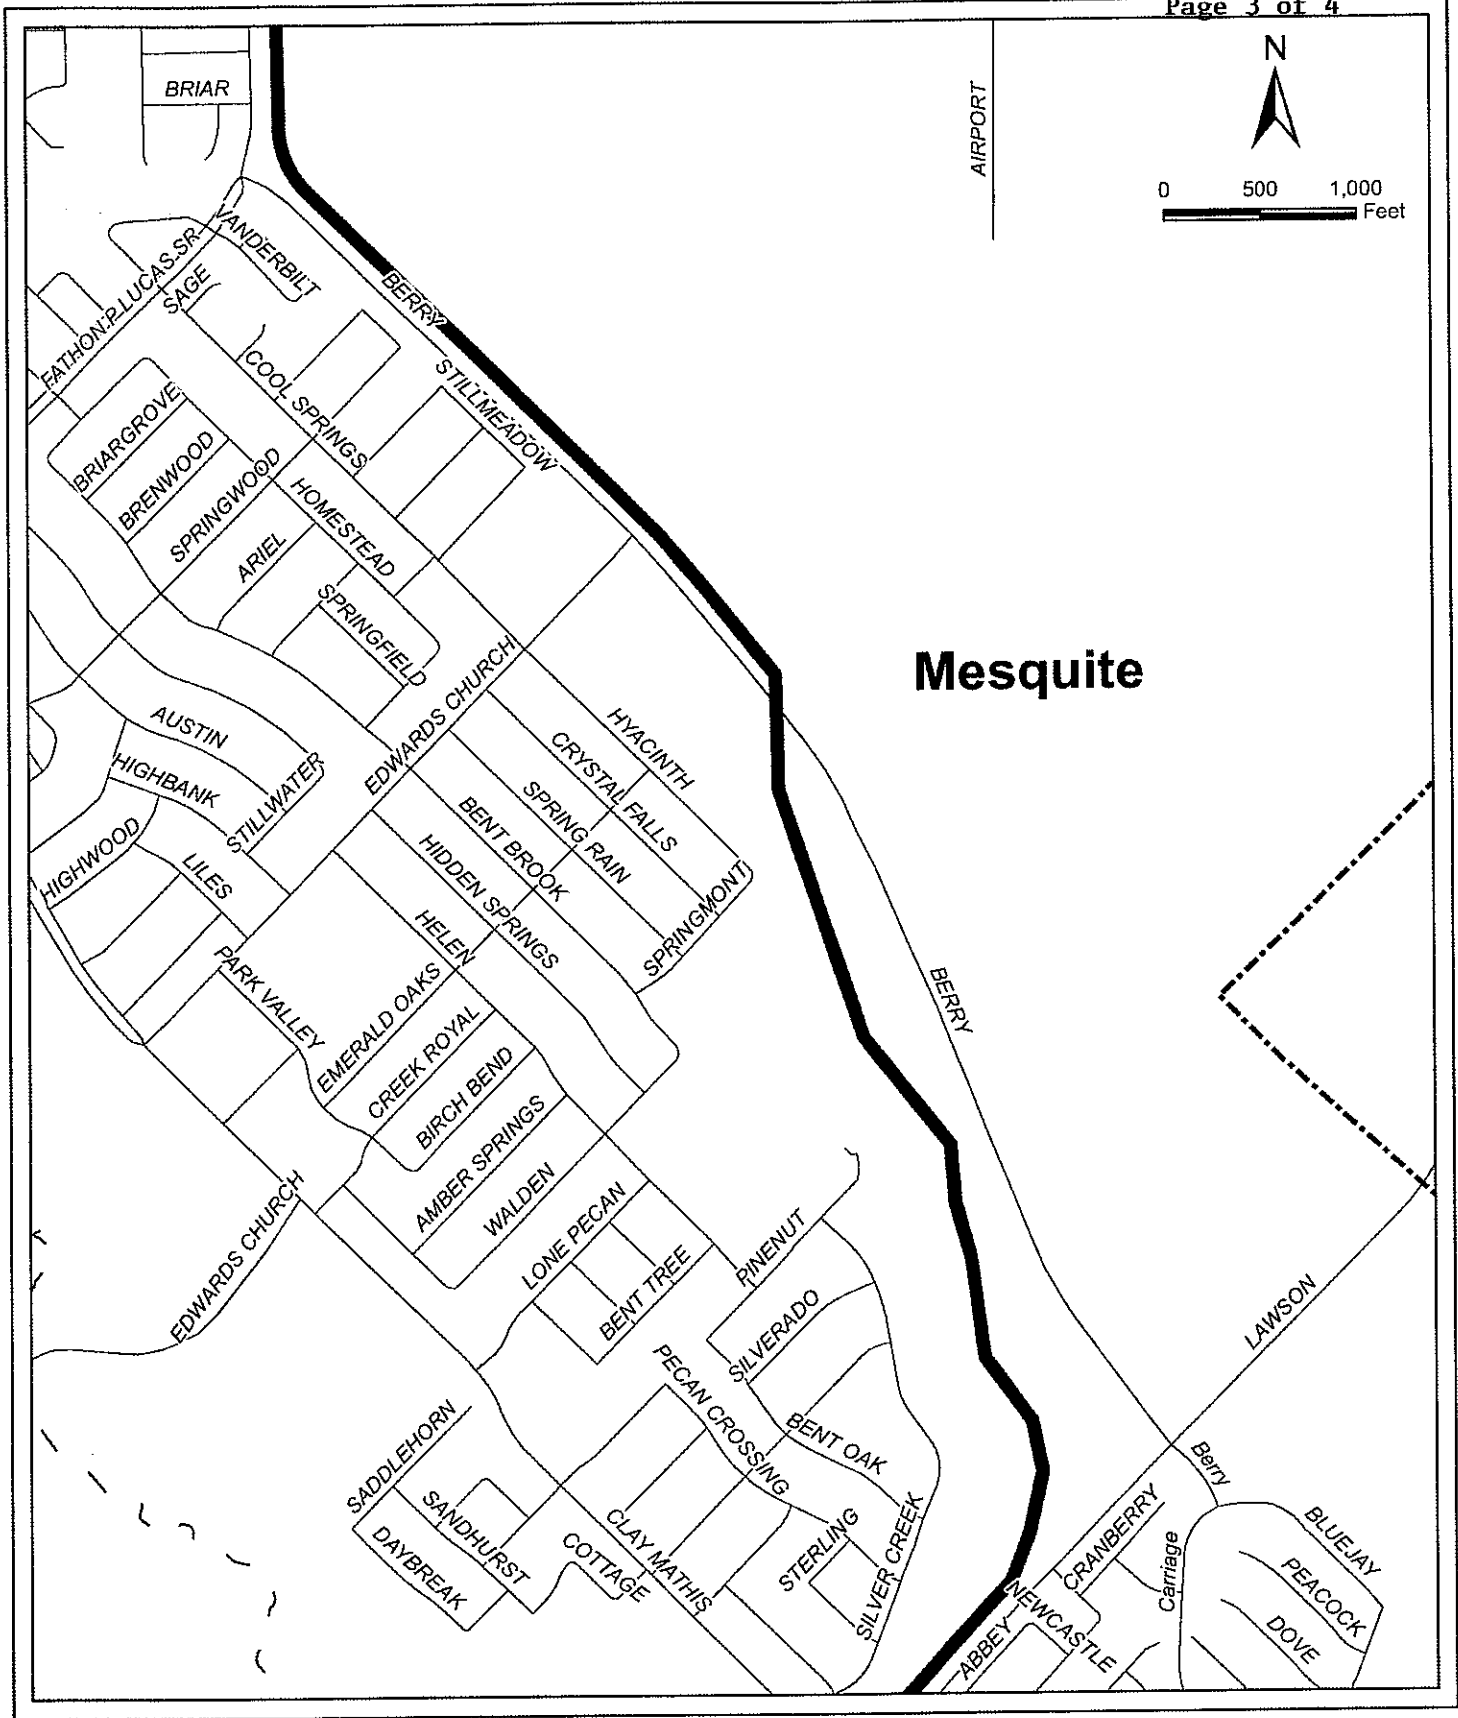 Page 3 of 4
N
0 500 1,000
Feet
BRIAR
AIRPORT
VANDERBILT
FATHON P LUCAS SR
SAGE
BERRY
COOL SPRINGS
STILLMEADOW
BRIARGROVE
BRENWOOD
SPRINGWOOD
HOMESTEAD
ARIEL
SPRINGFIELD
EDWARDS CHURCH
Mesquite
AUSTIN
HIGHBANK
STILLWATER
HYACINTH
CRYSTAL FALLS
SPRING RAIN
BENT BROOK
HIDDEN SPRINGS
HIGHWOOD
LILES
SPRINGMONT
HELEN
PARK VALLEY
EMERALD OAKS
BERRY
CREEK ROYAL
BIRCH BEND
AMBER SPRINGS
WALDEN
EDWARDS CHURCH
LONE PECAN
PINENUT
BENT TREE
SILVERADO
LAWSON
PECAN CROSSING
BENT OAK
SADDLEHORN
SANDHURST
DAYBREAK
COTTAGE
CLAY MATHIS
STERLING
SILVER CREEK
Berry
CRANBERRY
BLUEJAY
Carriage
PEACOCK
NEWCASTLE
DOVE
ABBEY